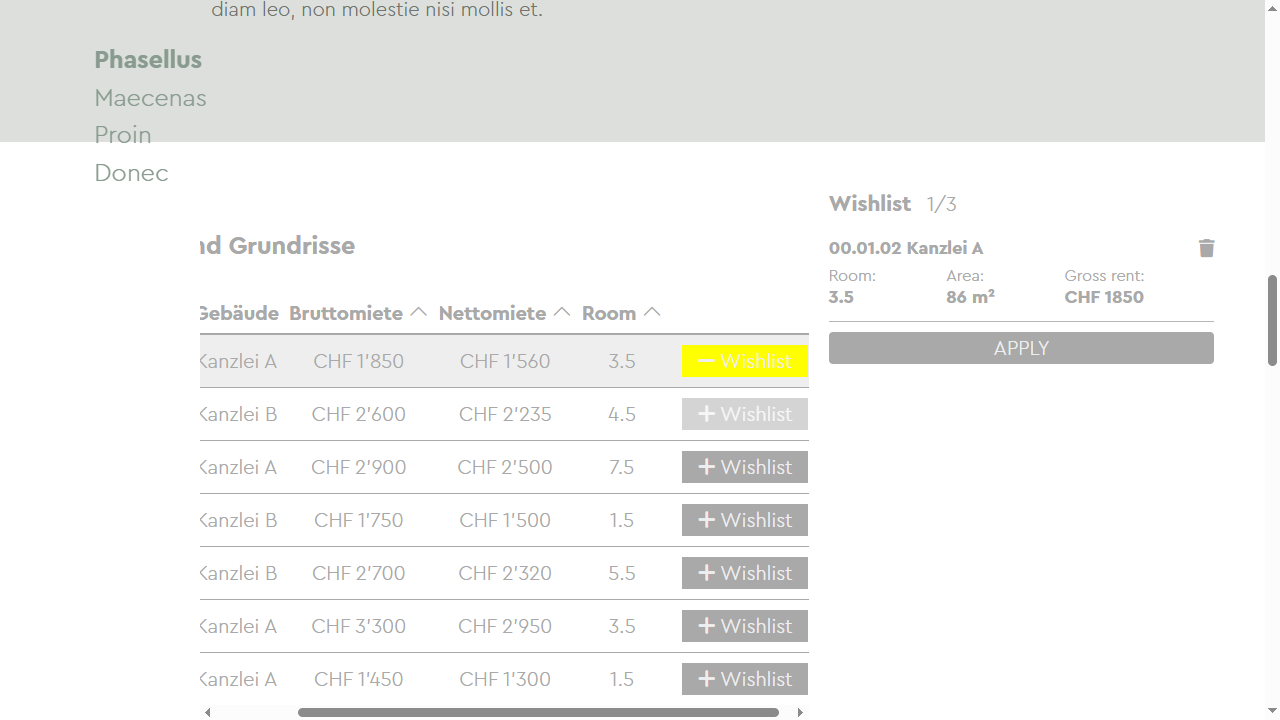 diam leo, non molestie nisi mollis et.
Phasellus
Maecenas
Proin
Donec
Wishlist 1/3
nd Grundrisse
00.01.02 Kanzlei A
Room: Area: Gross rent:
3.5 86 m² CHF 1850
Gebäude Bruttomiete Nettomiete Room
APPLY
Kanzlei A CHF 1'850 CHF 1'560 3.5 − Wishlist
Kanzlei B CHF 2'600 CHF 2'235 4.5 + Wishlist
Kanzlei A CHF 2'900 CHF 2'500 7.5 + Wishlist
Kanzlei B CHF 1'750 CHF 1'500 1.5 + Wishlist
Kanzlei B CHF 2'700 CHF 2'320 5.5 + Wishlist
Kanzlei A CHF 3'300 CHF 2'950 3.5 + Wishlist
Kanzlei A CHF 1'450 CHF 1'300 1.5 + Wishlist